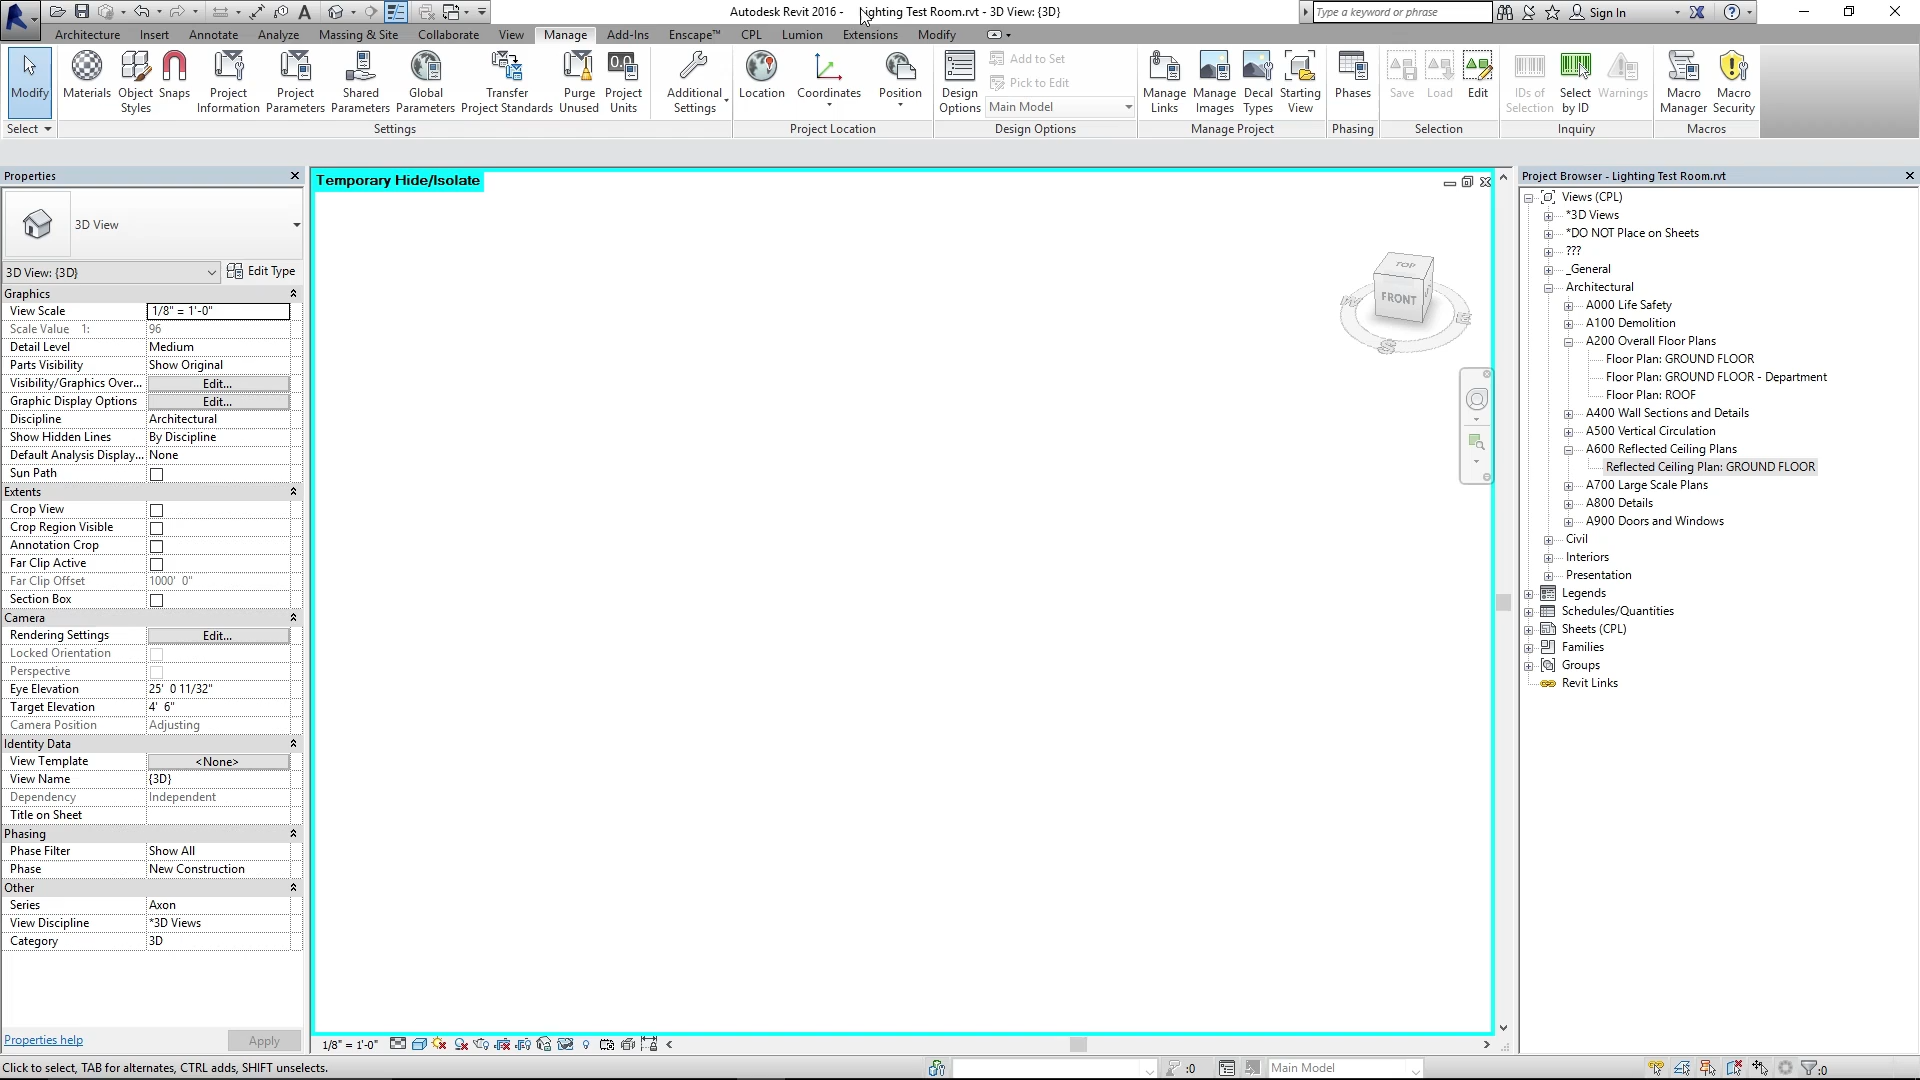 Autodesk Revit 2016 - Lighting Test Room.rvt - 3D View: {3D}
Type a keyword or phrase
Sign In
Architecture Insert Annotate Analyze Massing & Site Collaborate View Manage Add-Ins Enscape™ CPL Lumion Extensions Modify
Modify
Materials
Object Styles
Snaps
Project Information
Project Parameters
Shared Parameters
Global Parameters
Transfer Project Standards
Purge Unused
Project Units
Additional Settings
Location
Coordinates
Position
Design Options
Add to Set
Pick to Edit
Main Model
Manage Links
Manage Images
Decal Types
Starting View
Phases
Save
Load
Edit
IDs of Selection
Select by ID
Warnings
Macro Manager
Macro Security
Select
Settings
Project Location
Design Options
Manage Project
Phasing
Selection
Inquiry
Macros
Properties
3D View
3D View: {3D}
Edit Type
Graphics
View Scale 1/8" = 1'-0"
Scale Value 1: 96
Detail Level Medium
Parts Visibility Show Original
Visibility/Graphics Over... Edit...
Graphic Display Options Edit...
Discipline Architectural
Show Hidden Lines By Discipline
Default Analysis Display... None
Sun Path
Extents
Crop View
Crop Region Visible
Annotation Crop
Far Clip Active
Far Clip Offset 1000' 0"
Section Box
Camera
Rendering Settings Edit...
Locked Orientation
Perspective
Eye Elevation 25' 0 11/32"
Target Elevation 4' 6"
Camera Position Adjusting
Identity Data
View Template <None>
View Name {3D}
Dependency Independent
Title on Sheet
Phasing
Phase Filter Show All
Phase New Construction
Other
Series Axon
View Discipline *3D Views
Category 3D
Properties help
Apply
Temporary Hide/Isolate
TOP
FRONT
W
S
E
1/8" = 1'-0"
Project Browser - Lighting Test Room.rvt
Views (CPL)
*3D Views
*DO NOT Place on Sheets
???
_General
Architectural
A000 Life Safety
A100 Demolition
A200 Overall Floor Plans
Floor Plan: GROUND FLOOR
Floor Plan: GROUND FLOOR - Department
Floor Plan: ROOF
A400 Wall Sections and Details
A500 Vertical Circulation
A600 Reflected Ceiling Plans
Reflected Ceiling Plan: GROUND FLOOR
A700 Large Scale Plans
A800 Details
A900 Doors and Windows
Civil
Interiors
Presentation
Legends
Schedules/Quantities
Sheets (CPL)
Families
Groups
Revit Links
Click to select, TAB for alternates, CTRL adds, SHIFT unselects.
:0
Main Model
:0